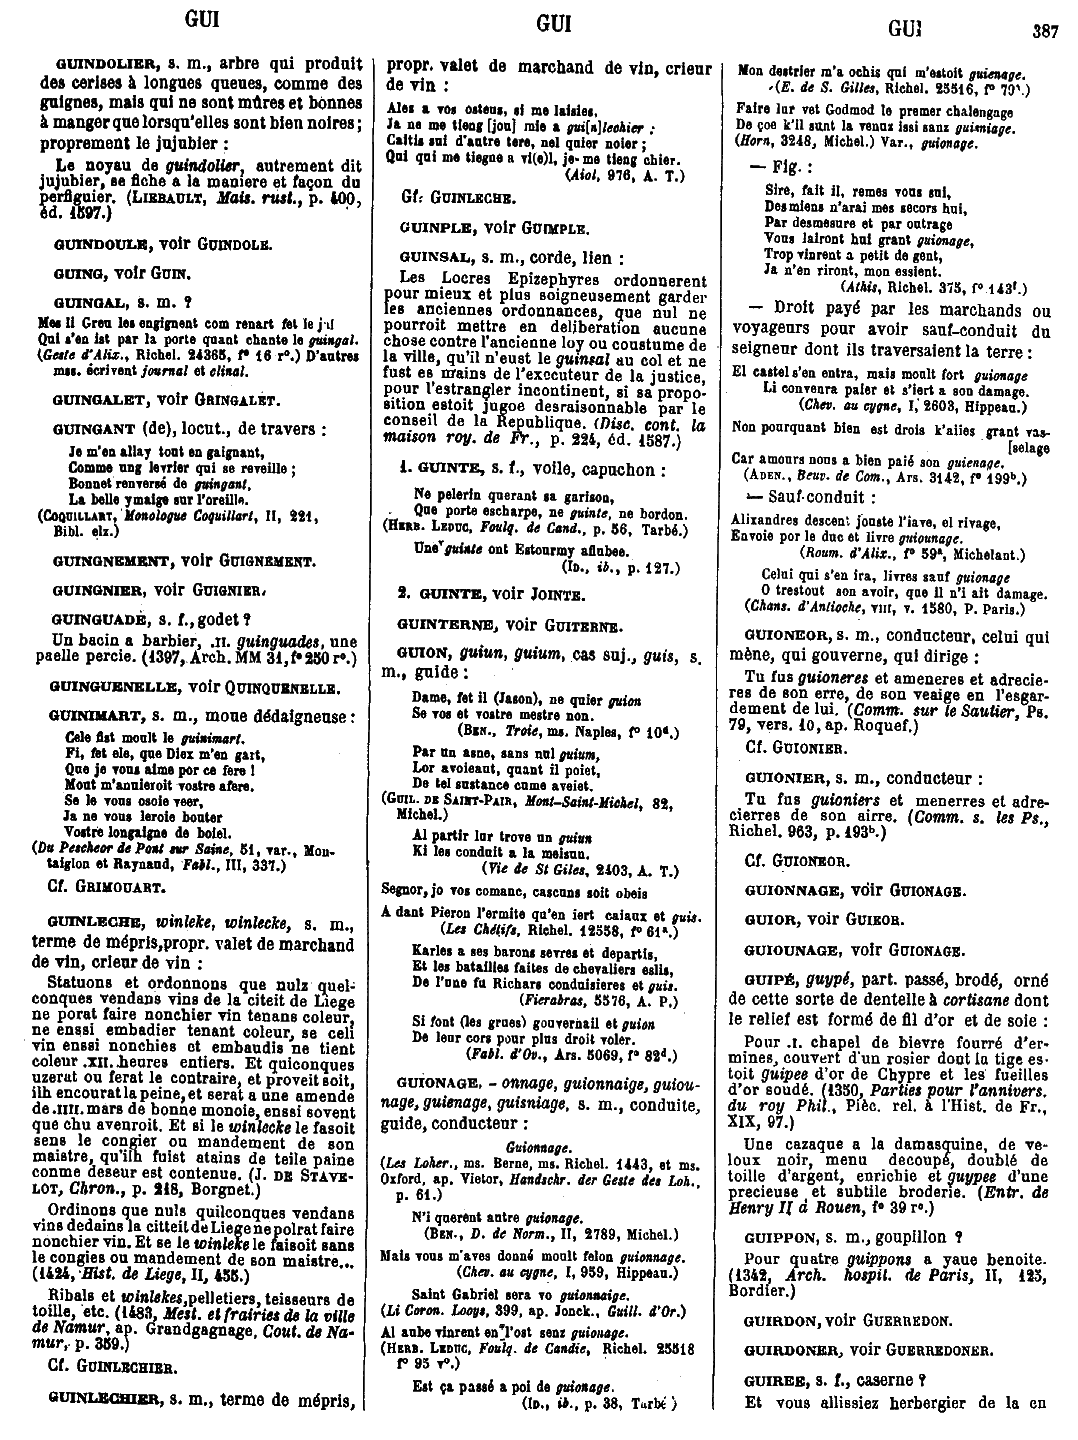 GUI
GUI
GUI
387
GUINDOLIER, s. m., arbre qui produit
des cerises à longues queues, comme des
guignes, mais qui ne sont mûres et bonnes
à manger que lorsqu'elles sont bien noires ;
proprement le jujubier :
Le noyau de guindolier, autrement dit
jujubier, se fiche a la maniere et façon du
perfiguier. (LIEBAULT, Mais. rust., p. 400,
éd. 1597.)
GUINDOULE, voir GUINDOLE.
GUING, voir GUIN.
GUINGAL, s. m. ?
Mes li Greu les engignent com renart fet le
Qui s'en ist par la porte quant chante le guingal.
(Geste d'Alix., Richel. 24365, f° 16 r°.) D'autres
mss. écrivent journal et elinal.
GUINGALET, voir GRINGALET.
GUINGANT (de), locut., de travers :
Je m'en allay tout en gaignant,
Comme ung levrier qui se reveille ;
Bonnet renversé de guingant,
La belle ymaige sur l'oreille.
(COQUILLART, Monologue Coquillart, II, 221,
Bibl. elz.)
GUINGNEMENT, voir GUIGNEMENT.
GUINGNIER, voir GUIGNIER.
GUINGUADE, s. f., godet ?
Un bacin a barbier, .II. guinguades, une
paelle percie. (1397, Arch. MM 31, f° 250 r°.)
GUINGUENELLE, voir QUINQUENELLE.
GUINIMART, s. m., moue dédaigneuse :
Cele fist moult le guinimart.
Fi, fet ele, que Diex m'en gart,
Que je vous aime por ce fere !
Mout m'anuieroit vostre afere.
Se le vous osoie veer,
Ja ne vous leroie bouter
Vostre longaigne de boiel.
(Du Pescheor de Pont sur Saine, 51, var., Mon-
taiglon et Raynaud, Fabl., III, 337.)
Cf. GRIMOUART.
GUINLECHE, winleke, winlecke, s. m.,
terme de mépris, propr. valet de marchand
de vin, crieur de vin :
Statuons et ordonnons que nulz quel-
conques vendans vins de la citeit de Liege
ne porat faire nonchier vin tenans coleur,
ne enssi embadier tenant coleur, se celi
vin enssi nonchies et embaudis ne tient
coleur .XII. heures entiers. Et quiconques
uzerat ou ferat le contraire, et proveit soit,
ilh encourat la peine, et serat a une amende
de .IIII. mars de bonne monoie, enssi sovent
que chu avenroit. Et si le winlecke le fasoit
sens le congier ou mandement de son
maistre, qu'ilh fuist atains de teile paine
conme deseur est contenue. (J. DE STAVE-
LOT, Chron., p. 218, Borgnet.)
Ordinons que nuls quilconques vendans
vins dedains la citteit de Liege ne polrat faire
nonchier vin. Et se le winleke le faisoit sans
le congies ou mandement de son maistre...
(1424, Hist. de Liege, II, 455.)
Ribals et winlekes, pelletiers, teisseurs de
toille, etc. (1483, Mest. et frairies de la ville
de Namur, ap. Grandgagnage, Cout. de Na-
mur, p. 359.)
Cf. GUINLECHIER.
GUINLECHIER, s. m., terme de mépris,
propr. valet de marchand de vin, crieur
de vin :
Ales a vos osteus, si me laisies,
Ja ne me tieng [jou] mie a gui[n]lechier ;
Caitis sui d'autre tere, nel quier noier ;
Qui qui me tiegne a vi(e)l, je me tieng chier.
(Aiol, 976, A. T.)
Cf. GUINLECHE.
GUINPLE, voir GUIMPLE.
GUINSAL, s. m., corde, lien :
Les Locres Epizephyres ordonnerent
pour mieux et plus soigneusement garder
les anciennes ordonnances, que nul ne
pourroit mettre en deliberation aucune
chose contre l'ancienne loy ou coustume de
la ville, qu'il n'eust le guinsal au col et ne
fust es mains de l'executeur de la justice,
pour l'estrangler incontinent, si sa propo-
sition estoit jugee desraisonnable par le
conseil de la Republique. (Disc. cont. la
maison roy. de Fr., p. 224, éd. 1587.)
1. GUINTE, s. f., voile, capuchon :
Ne pelerin querant sa garison,
Que porte escharpe, ne guinte, ne bordon.
(HERB. LEDUC, Foulq. de Cand., p. 56, Tarbé.)
Une guinte ont Estourmy afubee.
(ID., ib., p. 127.)
2. GUINTE, voir JOINTE.
GUINTERNE, voir GUITERNE.
GUION, guiun, guium, cas suj., guis, s.
m., guide :
Dame, fet il (Jason), ne quier guion
Se vos et vostre mestre non.
(BEN., Troie, ms. Naples, f° 10d.)
Par un asne, sans nul guium,
Lor avoieant, quant il poiet,
De tel sustance cume aveiet.
(GUIL. DE SAINT-PAIR, Mont-Saint-Michel, 82,
Michel.)
Al partir lur trove un guiun
Ki les conduit a la meisun.
(Vie de St Giles, 2403, A. T.)
Segnor, jo vos comanc, cascuns soit obeis
A dant Pieron l'ermite qu'en iert caiaux et guis.
(Les Chétifs, Richel. 12558, f° 61a.)
Karles a ses barons sevres et departis,
Et les batailles faites de chevaliers eslis,
De l'une fu Richars conduisieres et guis.
(Fierabras, 5576, A. P.)
Si font (les grues) gouvernail et guion
De leur cors pour plus droit voler.
(Fabl. d'Ov., Ars. 5069, f° 82d.)
GUIONAGE, - onnage, guionnaige, guiou-
nage, guienage, guisniage, s. m., conduite,
guide, conducteur :
Guionnage.
(Les Loher., ms. Berne, ms. Richel. 1443, et ms.
Oxford, ap. Vietor, Handschr. der Geste des Loh.,
p. 61.)
N'i querent autre guionage.
(BEN., D. de Norm., II, 2789, Michel.)
Mais vous m'aves donné moult felon guionnage.
(Chev. au cygne, I, 959, Hippeau.)
Saint Gabriel sera vo guionnaige.
(Li Coron. Looys, 399, ap. Jonck., Guill. d'Or.)
Al aube vinrent en l'ost senz guionage.
(HERB. LEDUC, Foulq. de Candie, Richel. 25518
f° 95 v°.)
Est ça passé a poi de guionage.
(ID., ib., p. 38, Tarbé )
Mon destrier m'a ochis qui m'estoit guienage.
(E. de S. Gilles, Richel. 25516, f° 79a.)
Faire lur vet Godmod le premer chalengage
De çoe k'il sunt la venuz issi sanz guisniage.
(Horn, 3248, Michel.) Var., guionage.
— Fig. :
Sire, fait il, remes vous sui,
Des miens n'arai mes secors hui,
Par desmesure et par outrage
Vous lairont hui grant guionage,
Trop vinrent a petit de gent,
Ja n'en riront, mon essient.
(Athis, Richel. 375, f° 143f.)
— Droit payé par les marchands ou
voyageurs pour avoir sauf-conduit du
seigneur dont ils traversaient la terre :
El castel s'en entra, mais moult fort guionage
Li convenra paier et s'iert a son damage.
(Chev. au cygne, I, 2603, Hippeau.)
Non pourquant bien est drois k'alies grant vas-
[selage
Car amours nous a bien paié son guienage.
(ADEN., Beuv. de Com., Ars. 3142, f° 199b.)
— Sauf-conduit :
Alixandres descent jouste l'iave, el rivage,
Envoie por le duc et livre guiounage.
(Roum. d'Alix., f° 59a, Michelant.)
Celui qui s'en ira, livres sauf guionage
O trestout son avoir, que il n'i ait damage.
(Chans. d'Antioche, VIII, v. 1580, P. Paris.)
GUIONEOR, s. m., conducteur, celui qui
mène, qui gouverne, qui dirige :
Tu fus guioneres et ameneres et adrecie-
res de son erre, de son veaige en l'esgar-
dement de lui. (Comm. sur le Sautier, Ps.
79, vers. 10, ap. Roquef.)
Cf. GUIONIER.
GUIONIER, s. m., conducteur :
Tu fus guioniers et menerres et adre-
cierres de son airre. (Comm. s. les Ps.,
Richel. 963, p. 193b.)
Cf. GUIONEOR.
GUIONNAGE, voir GUIONAGE.
GUIOR, voir GUIEOR.
GUIOUNAGE, voir GUIONAGE.
GUIPÉ, guypé, part. passé, brodé, orné
de cette sorte de dentelle à cortisane dont
le relief est formé de fil d'or et de soie :
Pour .I. chapel de bievre fourré d'er-
mines, couvert d'un rosier dont la tige es-
toit guipee d'or de Chypre et les fueilles
d'or soudé. (1350, Parties pour l'annivers.
du roy Phil., Pièc. rel. à l'Hist. de Fr.,
XIX, 97.)
Une cazaque a la damasquine, de ve-
loux noir, menu decoupé, doublé de
toille d'argent, enrichie et guypee d'une
precieuse et subtile broderie. (Entr. de
Henry II à Rouen, f° 39 r°.)
GUIPPON, s. m., goupillon ?
Pour quatre guippons a yaue benoite.
(1342, Arch. hospit. de Paris, II, 123,
Bordier.)
GUIRDON, voir GUERREDON.
GUIRDONER, voir GUERREDONER.
GUIREE, s. f., caserne ?
Et vous allissiez herbergier de la en